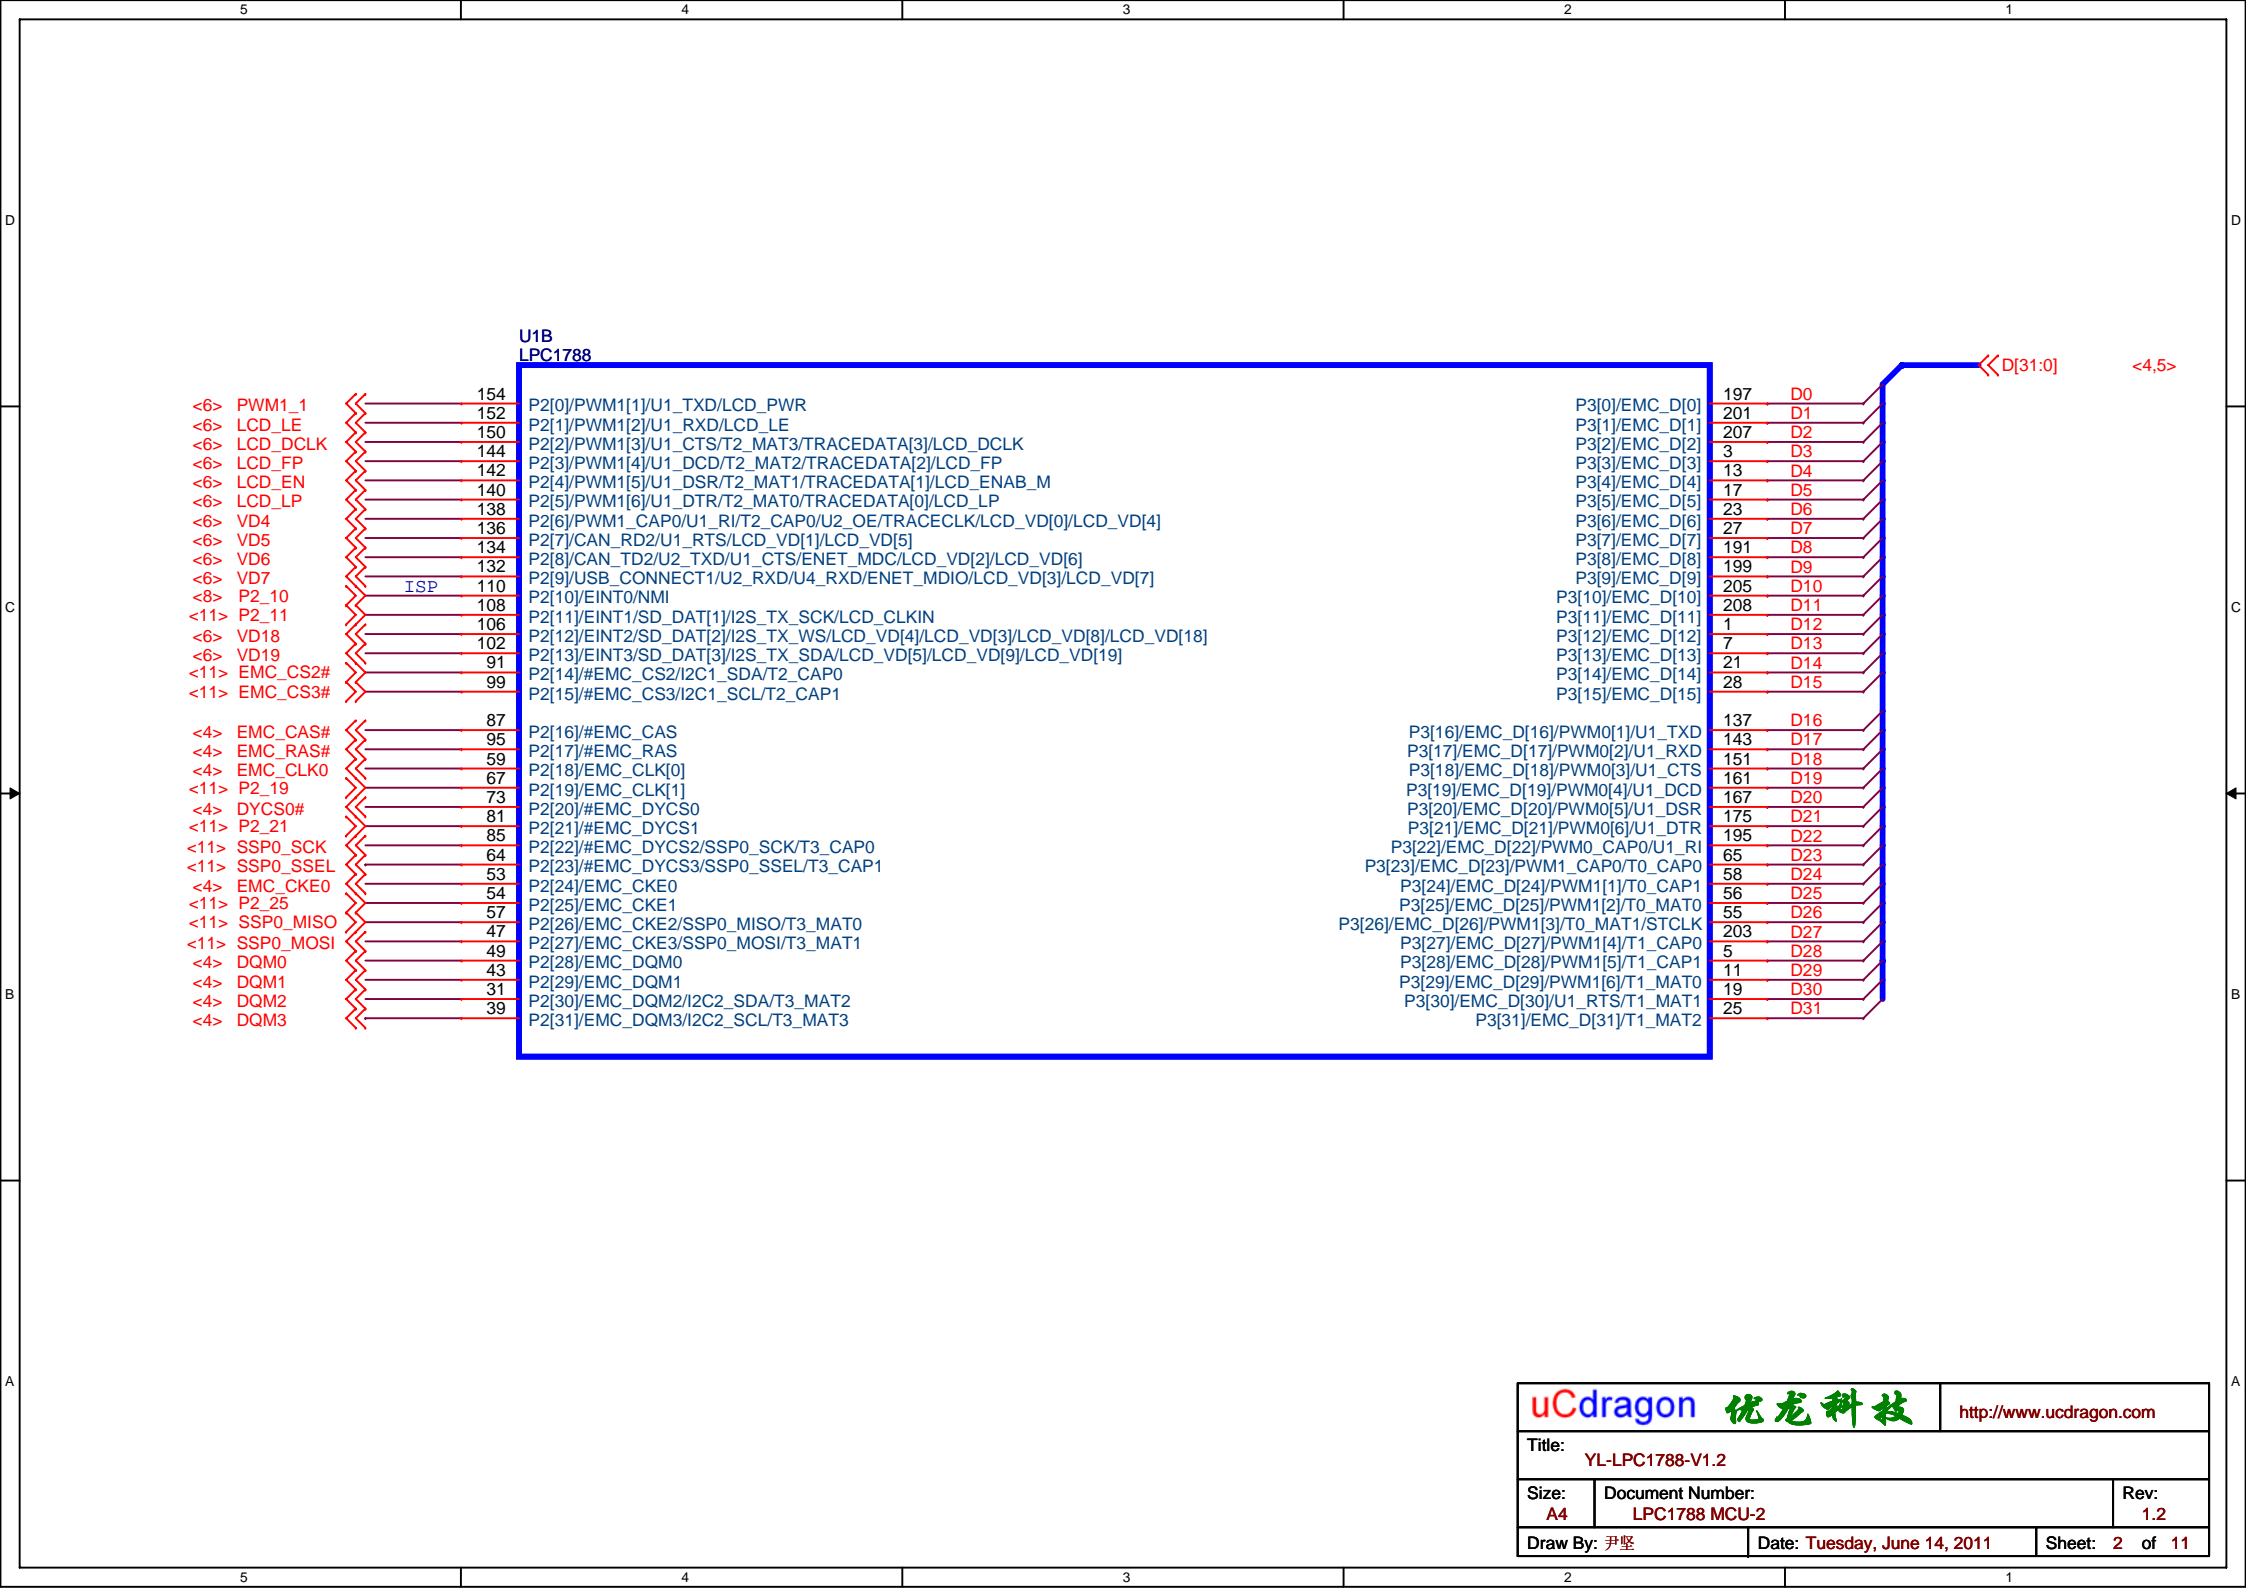 5 4 3 2 1
D D
C C
B B
A A
U1B
LPC1788
D[31:0] <4,5>
<6> PWM1_1 154 P2[0]/PWM1[1]/U1_TXD/LCD_PWR P3[0]/EMC_D[0] 197 D0
<6> LCD_LE 152 P2[1]/PWM1[2]/U1_RXD/LCD_LE P3[1]/EMC_D[1] 201 D1
<6> LCD_DCLK 150 P2[2]/PWM1[3]/U1_CTS/T2_MAT3/TRACEDATA[3]/LCD_DCLK P3[2]/EMC_D[2] 207 D2
<6> LCD_FP 144 P2[3]/PWM1[4]/U1_DCD/T2_MAT2/TRACEDATA[2]/LCD_FP P3[3]/EMC_D[3] 3 D3
<6> LCD_EN 142 P2[4]/PWM1[5]/U1_DSR/T2_MAT1/TRACEDATA[1]/LCD_ENAB_M P3[4]/EMC_D[4] 13 D4
<6> LCD_LP 140 P2[5]/PWM1[6]/U1_DTR/T2_MAT0/TRACEDATA[0]/LCD_LP P3[5]/EMC_D[5] 17 D5
<6> VD4 138 P2[6]/PWM1_CAP0/U1_RI/T2_CAP0/U2_OE/TRACECLK/LCD_VD[0]/LCD_VD[4] P3[6]/EMC_D[6] 23 D6
<6> VD5 136 P2[7]/CAN_RD2/U1_RTS/LCD_VD[1]/LCD_VD[5] P3[7]/EMC_D[7] 27 D7
<6> VD6 134 P2[8]/CAN_TD2/U2_TXD/U1_CTS/ENET_MDC/LCD_VD[2]/LCD_VD[6] P3[8]/EMC_D[8] 191 D8
<6> VD7 132 P2[9]/USB_CONNECT1/U2_RXD/U4_RXD/ENET_MDIO/LCD_VD[3]/LCD_VD[7] P3[9]/EMC_D[9] 199 D9
<8> P2_10 ISP 110 P2[10]/EINT0/NMI P3[10]/EMC_D[10] 205 D10
<11> P2_11 108 P2[11]/EINT1/SD_DAT[1]/I2S_TX_SCK/LCD_CLKIN P3[11]/EMC_D[11] 208 D11
<6> VD18 106 P2[12]/EINT2/SD_DAT[2]/I2S_TX_WS/LCD_VD[4]/LCD_VD[3]/LCD_VD[8]/LCD_VD[18] P3[12]/EMC_D[12] 1 D12
<6> VD19 102 P2[13]/EINT3/SD_DAT[3]/I2S_TX_SDA/LCD_VD[5]/LCD_VD[9]/LCD_VD[19] P3[13]/EMC_D[13] 7 D13
<11> EMC_CS2# 91 P2[14]/#EMC_CS2/I2C1_SDA/T2_CAP0 P3[14]/EMC_D[14] 21 D14
<11> EMC_CS3# 99 P2[15]/#EMC_CS3/I2C1_SCL/T2_CAP1 P3[15]/EMC_D[15] 28 D15
<4> EMC_CAS# 87 P2[16]/#EMC_CAS P3[16]/EMC_D[16]/PWM0[1]/U1_TXD 137 D16
<4> EMC_RAS# 95 P2[17]/#EMC_RAS P3[17]/EMC_D[17]/PWM0[2]/U1_RXD 143 D17
<4> EMC_CLK0 59 P2[18]/EMC_CLK[0] P3[18]/EMC_D[18]/PWM0[3]/U1_CTS 151 D18
<11> P2_19 67 P2[19]/EMC_CLK[1] P3[19]/EMC_D[19]/PWM0[4]/U1_DCD 161 D19
<4> DYCS0# 73 P2[20]/#EMC_DYCS0 P3[20]/EMC_D[20]/PWM0[5]/U1_DSR 167 D20
<11> P2_21 81 P2[21]/#EMC_DYCS1 P3[21]/EMC_D[21]/PWM0[6]/U1_DTR 175 D21
<11> SSP0_SCK 85 P2[22]/#EMC_DYCS2/SSP0_SCK/T3_CAP0 P3[22]/EMC_D[22]/PWM0_CAP0/U1_RI 195 D22
<11> SSP0_SSEL 64 P2[23]/#EMC_DYCS3/SSP0_SSEL/T3_CAP1 P3[23]/EMC_D[23]/PWM1_CAP0/T0_CAP0 65 D23
<4> EMC_CKE0 53 P2[24]/EMC_CKE0 P3[24]/EMC_D[24]/PWM1[1]/T0_CAP1 58 D24
<11> P2_25 54 P2[25]/EMC_CKE1 P3[25]/EMC_D[25]/PWM1[2]/T0_MAT0 56 D25
<11> SSP0_MISO 57 P2[26]/EMC_CKE2/SSP0_MISO/T3_MAT0 P3[26]/EMC_D[26]/PWM1[3]/T0_MAT1/STCLK 55 D26
<11> SSP0_MOSI 47 P2[27]/EMC_CKE3/SSP0_MOSI/T3_MAT1 P3[27]/EMC_D[27]/PWM1[4]/T1_CAP0 203 D27
<4> DQM0 49 P2[28]/EMC_DQM0 P3[28]/EMC_D[28]/PWM1[5]/T1_CAP1 5 D28
<4> DQM1 43 P2[29]/EMC_DQM1 P3[29]/EMC_D[29]/PWM1[6]/T1_MAT0 11 D29
<4> DQM2 31 P2[30]/EMC_DQM2/I2C2_SDA/T3_MAT2 P3[30]/EMC_D[30]/U1_RTS/T1_MAT1 19 D30
<4> DQM3 39 P2[31]/EMC_DQM3/I2C2_SCL/T3_MAT3 P3[31]/EMC_D[31]/T1_MAT2 25 D31
uCdragon 优龙科技 http://www.ucdragon.com
Title:
YL-LPC1788-V1.2
Size: Document Number: Rev:
A4 LPC1788 MCU-2 1.2
Draw By: 尹坚 Date: Tuesday, June 14, 2011 Sheet: 2 of 11
5 4 3 2 1